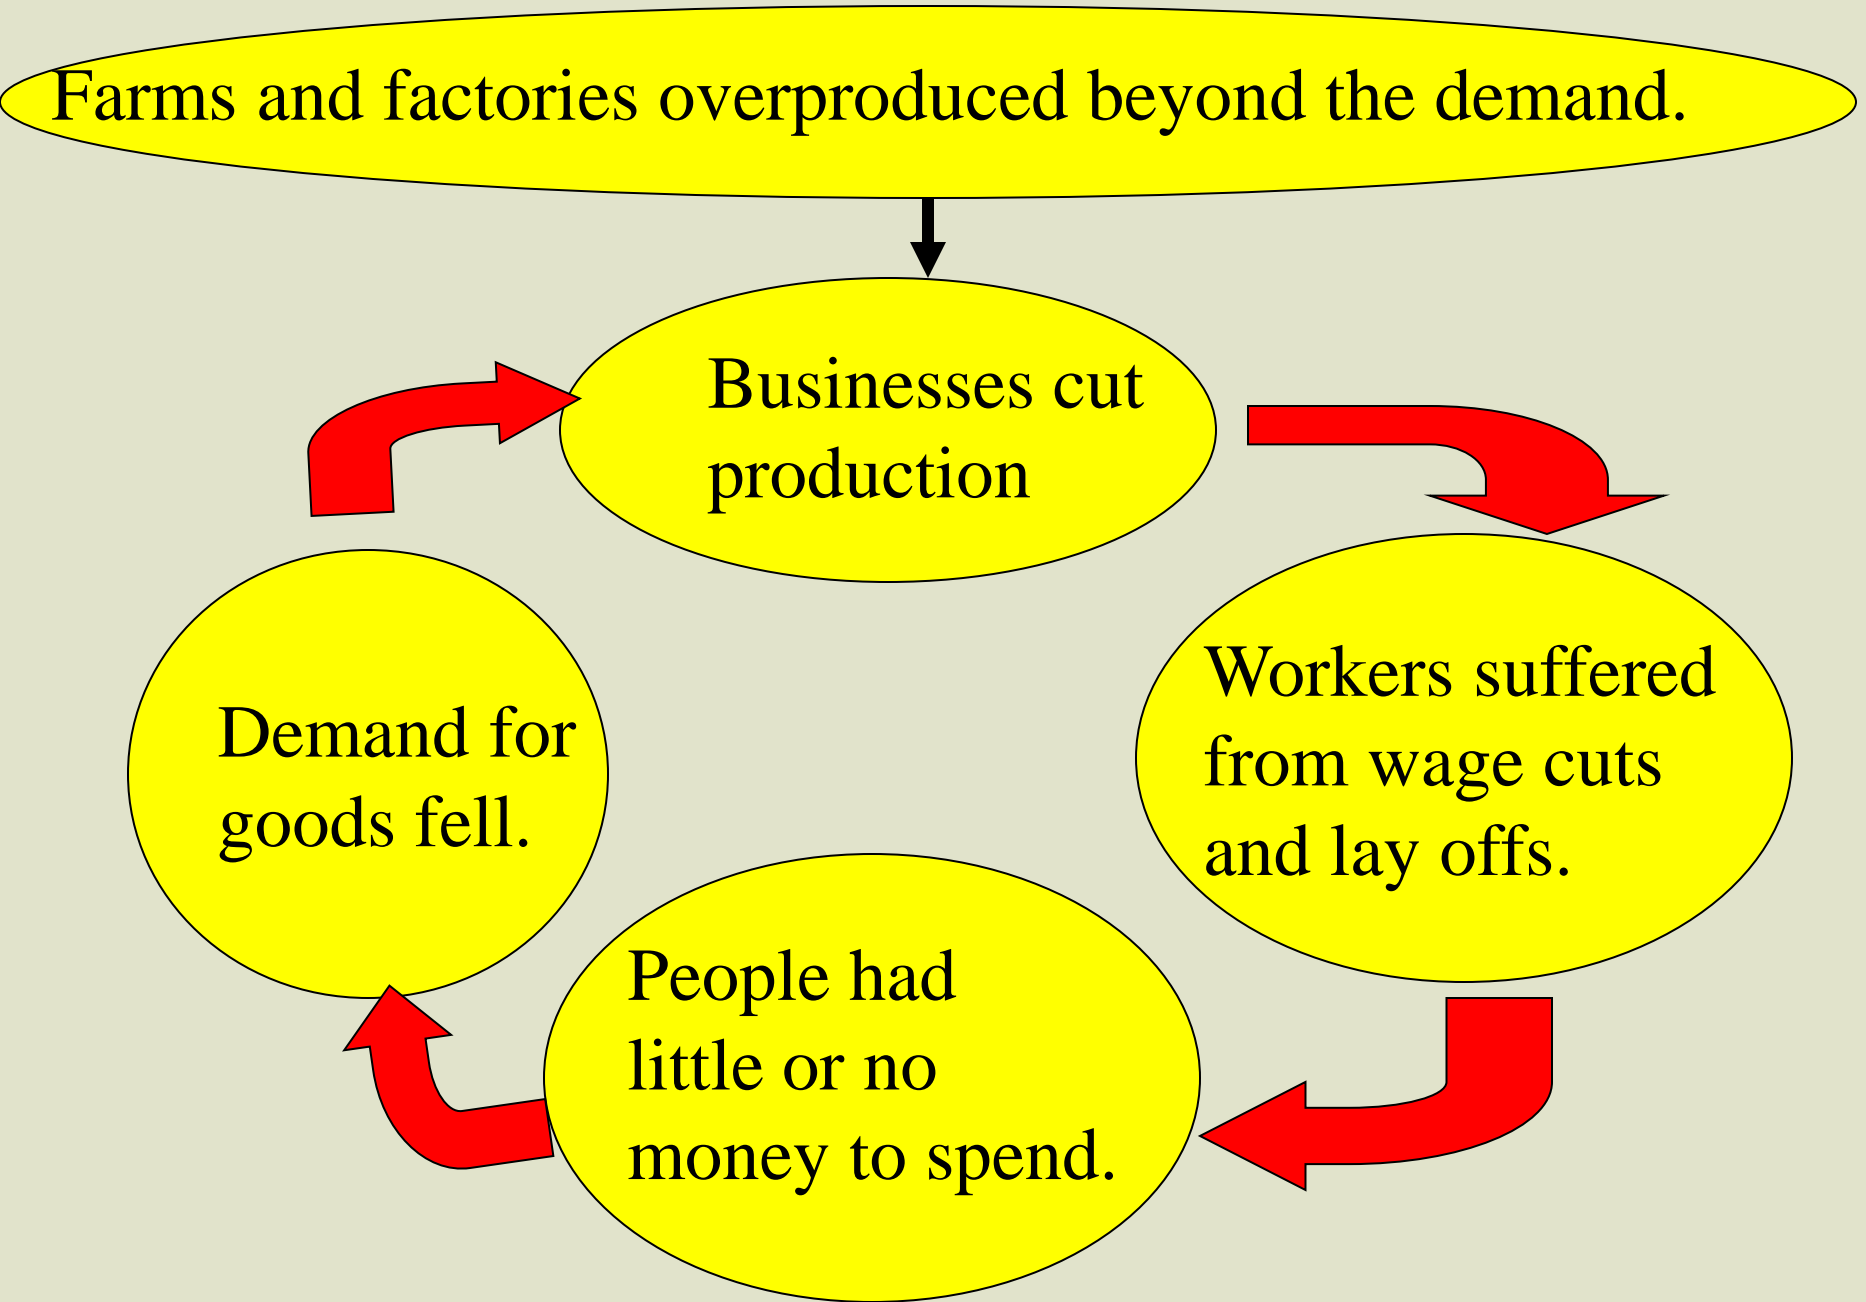 Farms and factories overproduced beyond the demand.
Businesses cut
production
Workers suffered
from wage cuts
and lay offs.
People had
little or no
money to spend.
Demand for
goods fell.